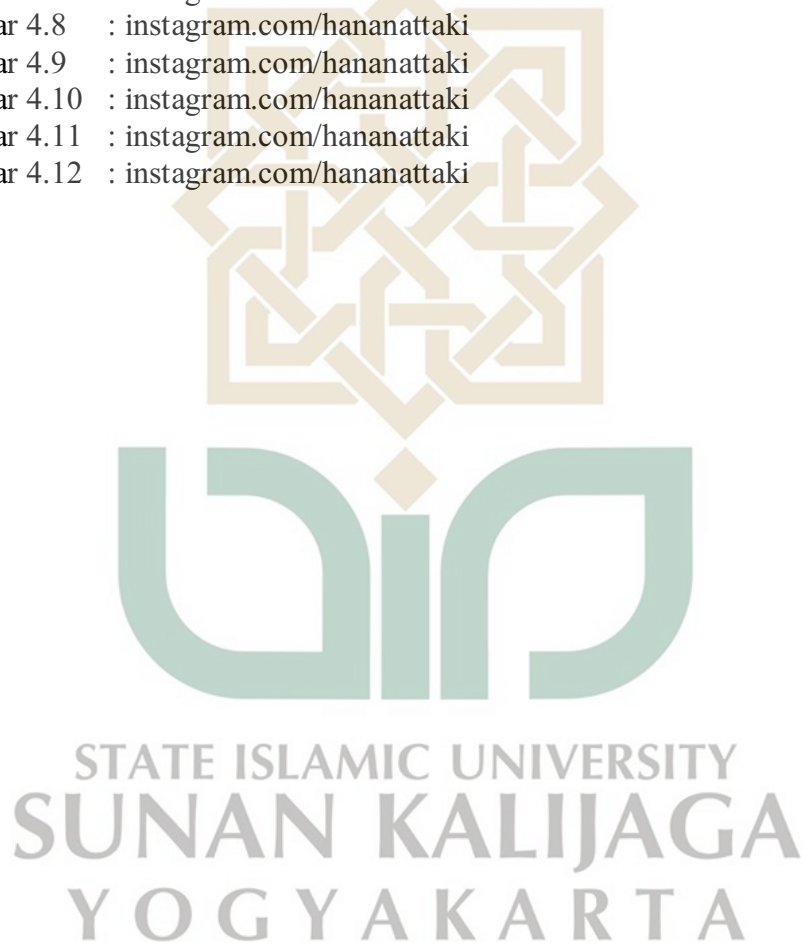 ar 4.8 : instagram.com/hananattaki
ar 4.9 : instagram.com/hananattaki
ar 4.10 : instagram.com/hananattaki
ar 4.11 : instagram.com/hananattaki
ar 4.12 : instagram.com/hananattaki
STATE ISLAMIC UNIVERSITY
SUNAN KALIJAGA
YOGYAKARTA